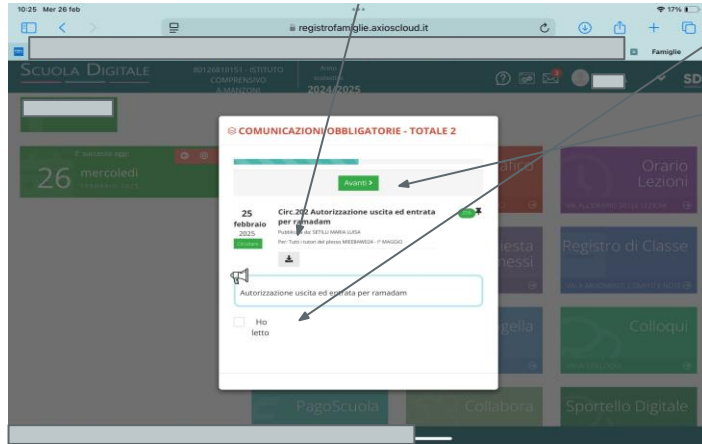 10:25 Mer 26 feb
17%
registrofamiglie.axioscloud.it
Famiglie
SCUOLA DIGITALE
ISTITUTO
COMPRENSIVO
A.MANZONI
2024/2025
SD
COMUNICAZIONI OBBLIGATORIE - TOTALE 2
Avanti >
26 mercoledì
Orario
Lezioni
25
febbraio
2025
Circ.202 Autorizzazione uscita ed entrata
per ramadam
Pubblicato da: SETILLI MARIA LUISA
Per: Tutti i tutori del plesso MIEE8AW024 - I° MAGGIO
Registro di Classe
Autorizzazione uscita ed entrata per ramadam
Ho
letto
Colloqui
PagoScuola
Collabora
Sportello Digitale